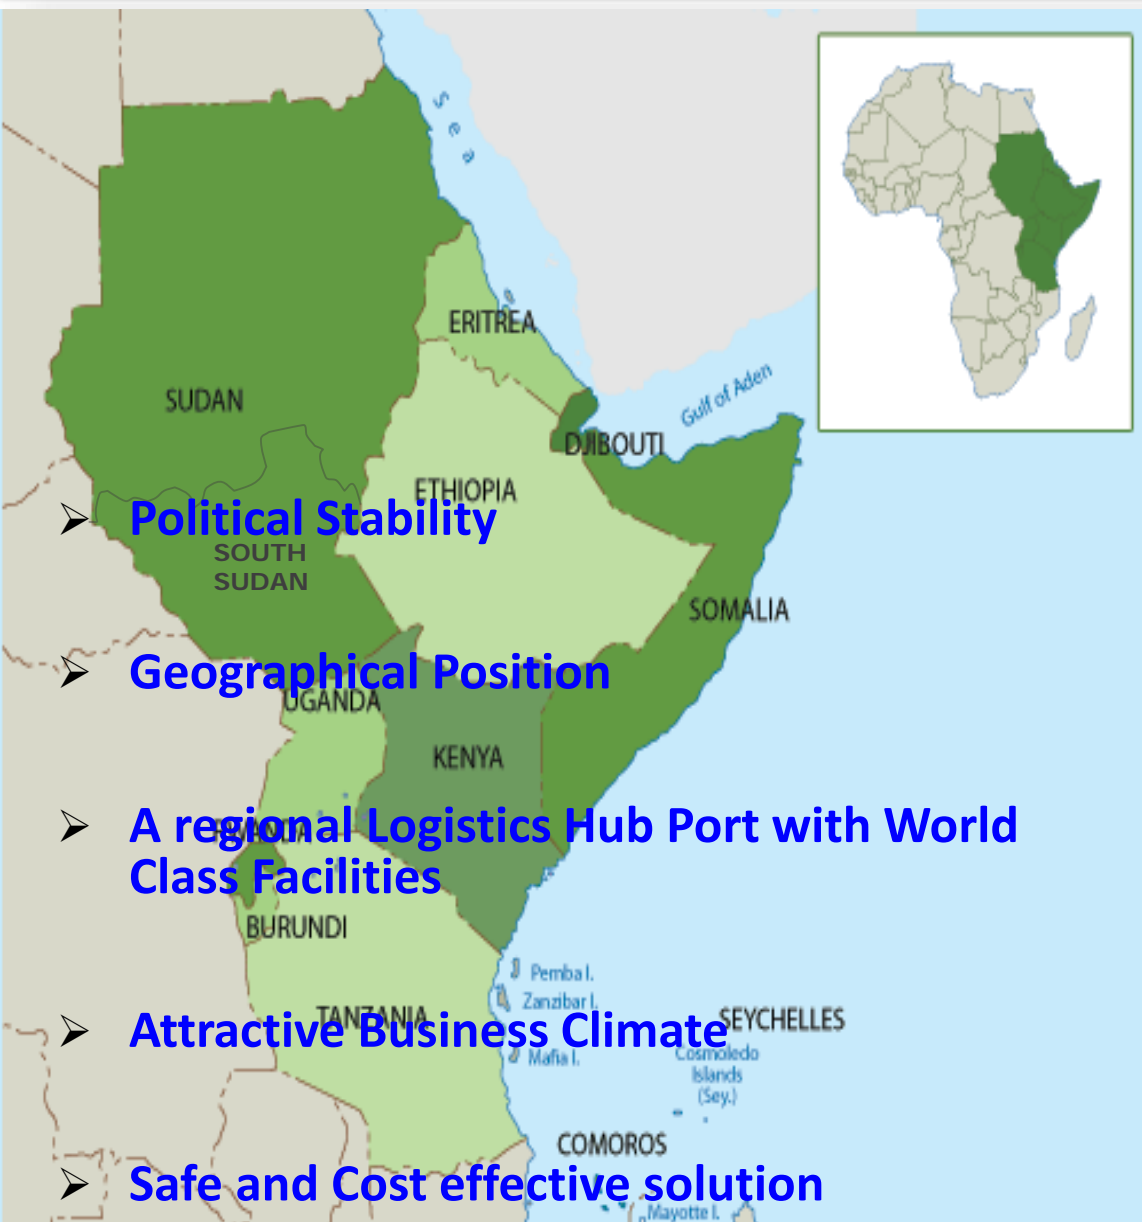 Sea
ERITREA
SUDAN
Gulf of Aden
DJIBOUTI
ETHIOPIA
➢ Political Stability
SOUTH
SUDAN
SOMALIA
➢ Geographical Position
UGANDA
KENYA
➢ A regional Logistics Hub Port with World
Class Facilities
RWANDA
BURUNDI
Pemba I.
Zanzibar I.
TANZANIA
SEYCHELLES
➢ Attractive Business Climate
Mafia I.
Cosmoledo
Islands
(Sey.)
COMOROS
➢ Safe and Cost effective solution
Mayotte I.